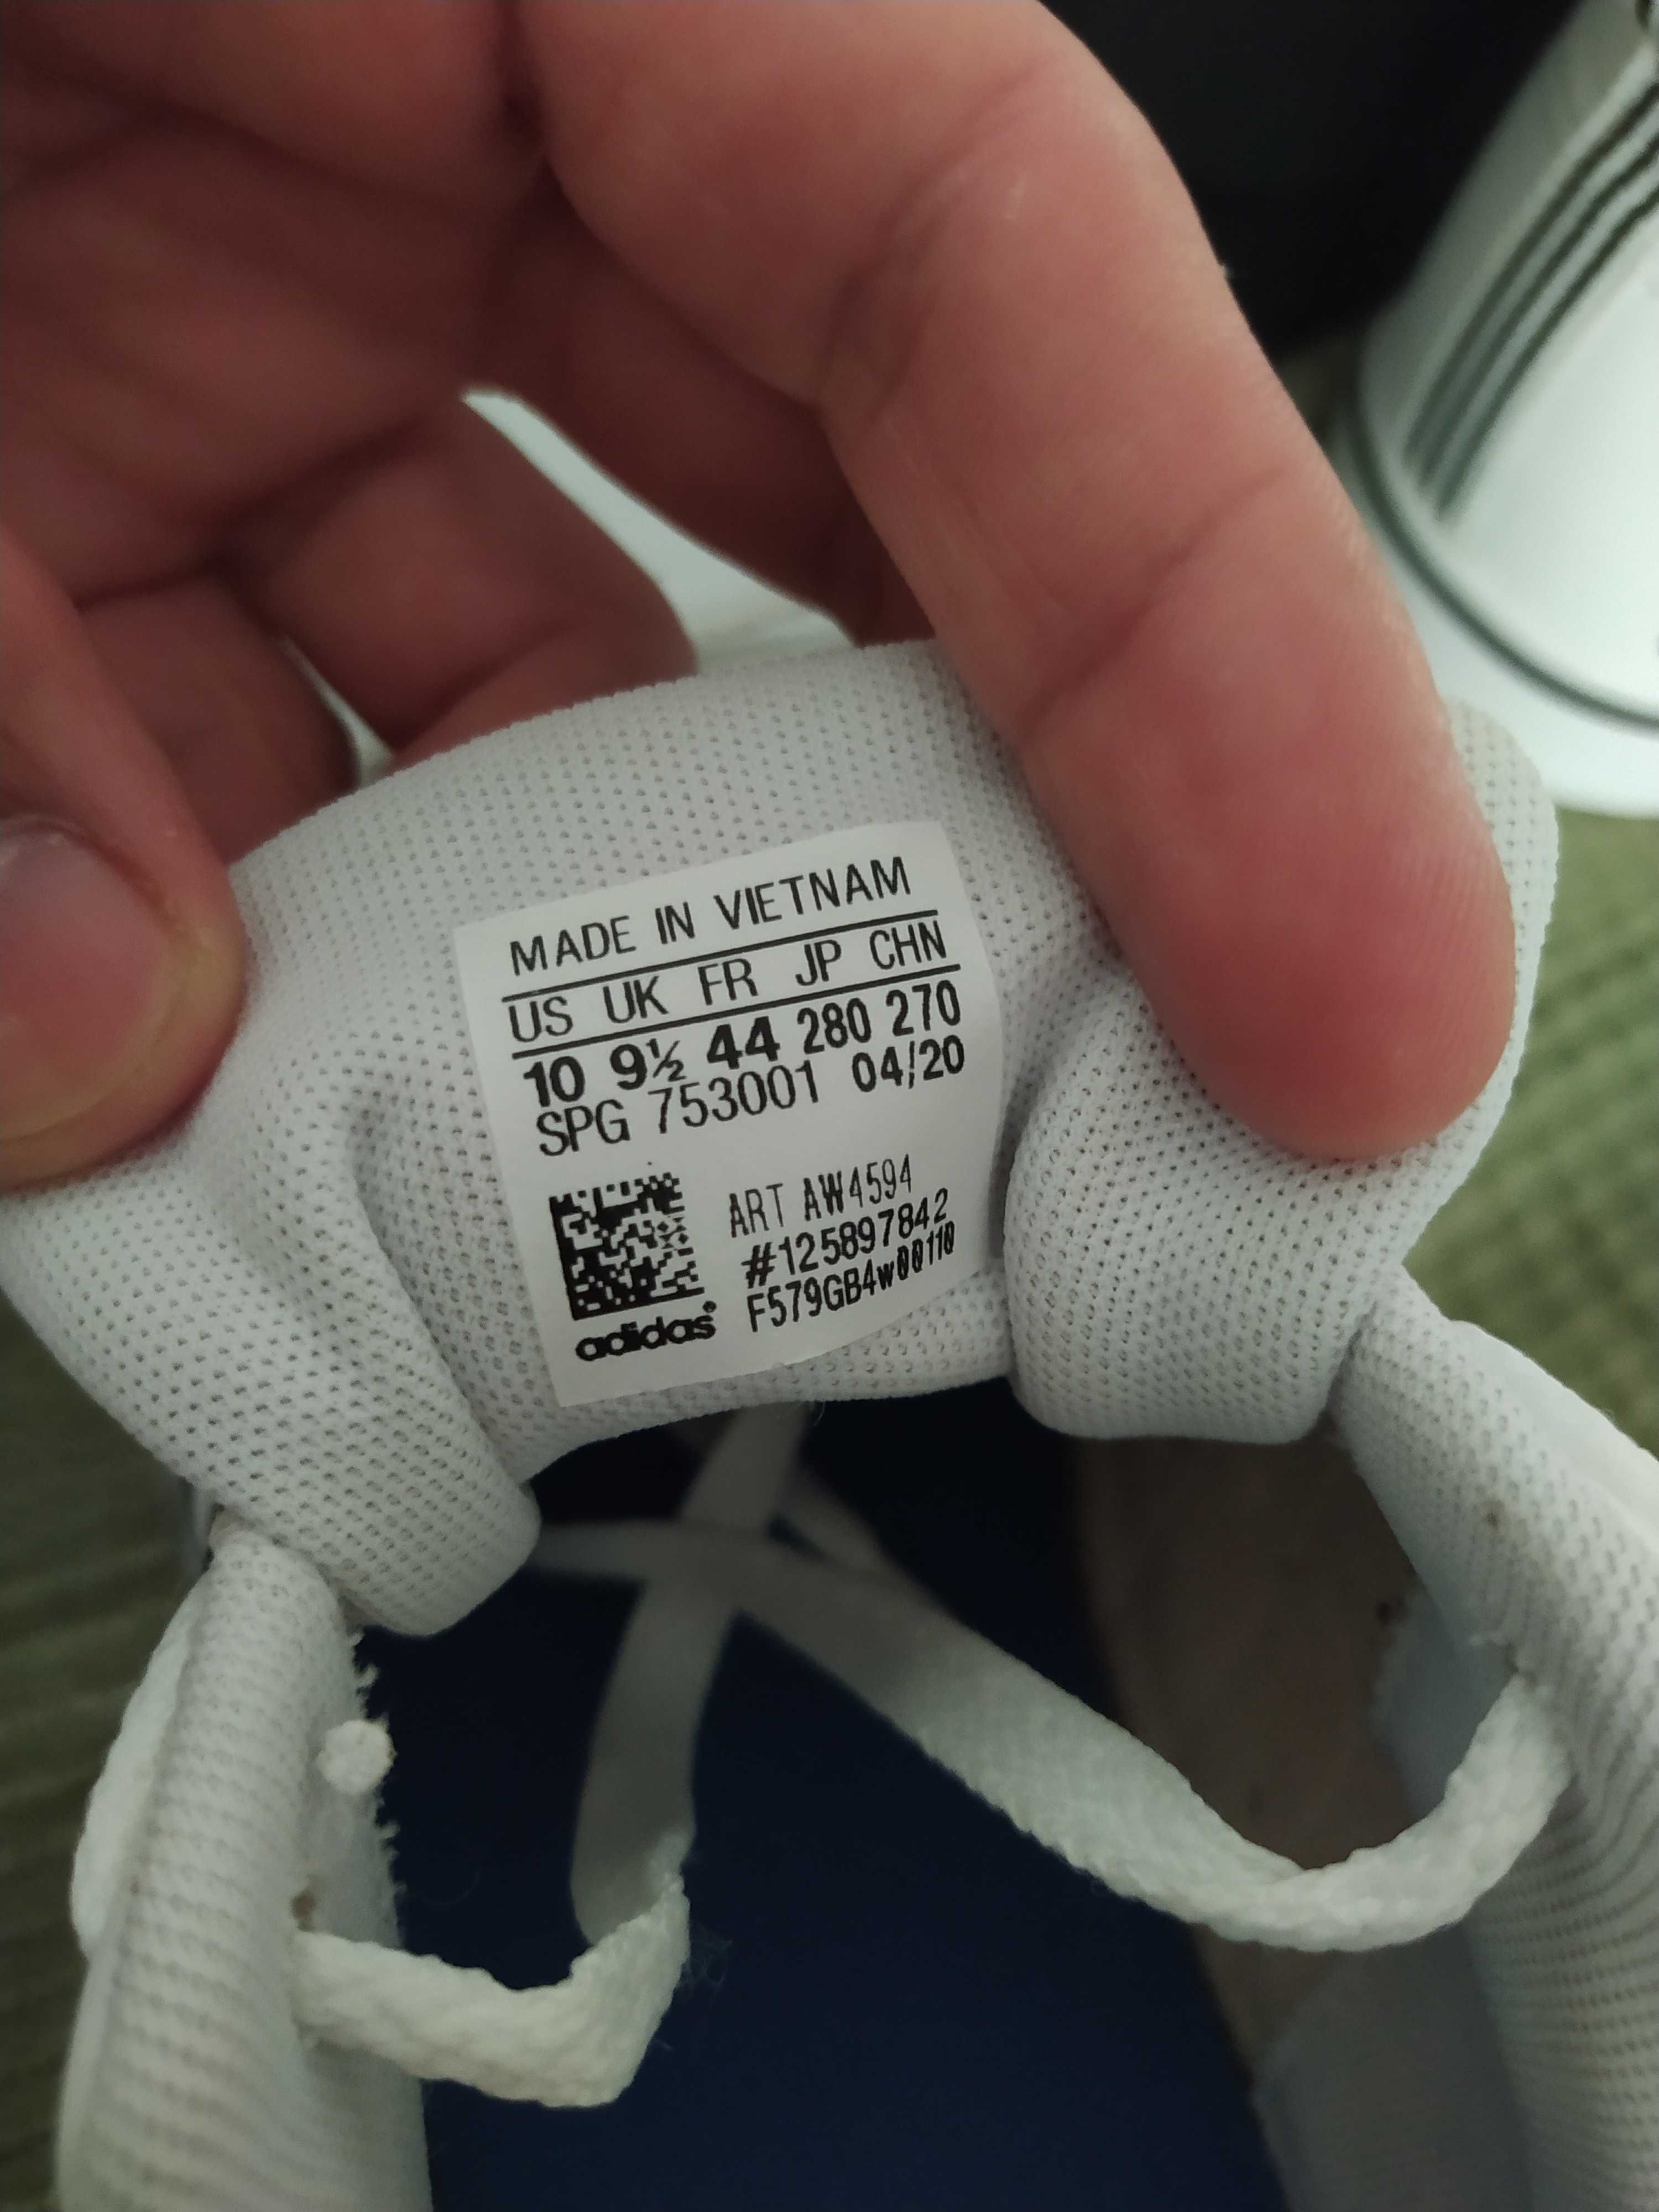 MADE IN VIETNAM
US UK FR JP CHN
10 9½ 44 280 270
SPG 753001 04/20
ART AW4594
#125897842
F579GB4w00110
adidas®